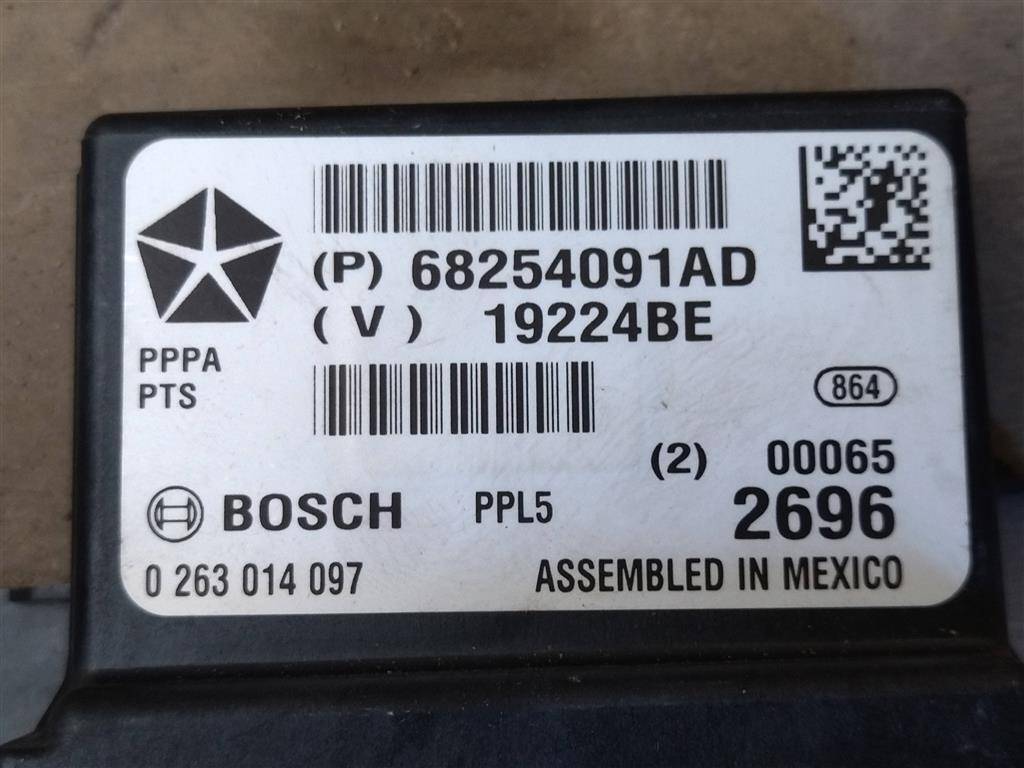 (P) 68254091AD
(V) 19224BE
PPPA
PTS
864
(2) 00065
BOSCH PPL5 2696
0 263 014 097 ASSEMBLED IN MEXICO